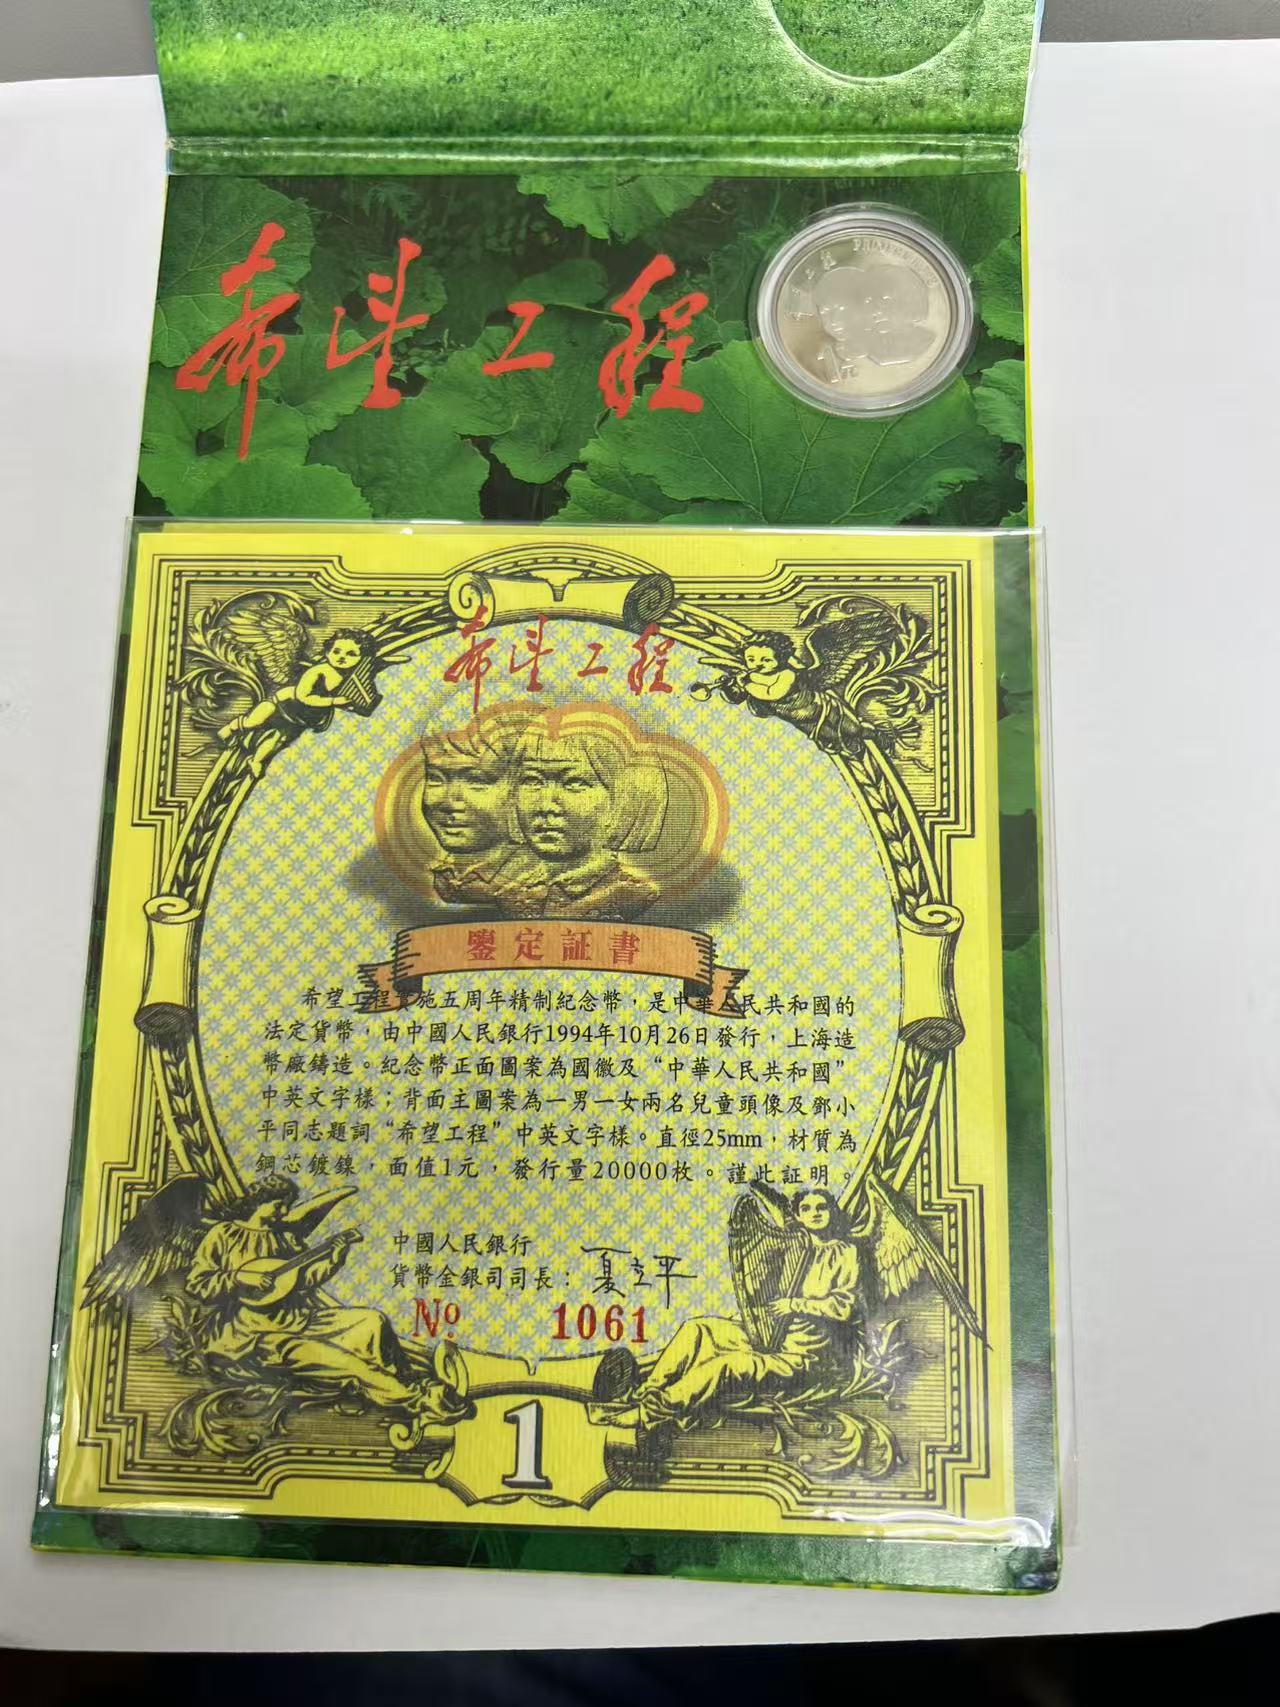 希望工程
希望工程
1元
希望工程
鑒定証書
希望工程實施五周年精制紀念幣，是中華人民共和國的
法定貨幣，由中國人民銀行1994年10月26日發行，上海造
幣廠鑄造。紀念幣正面圖案為國徽及“中華人民共和國”
中英文字樣；背面主圖案為一男一女兩名兒童頭像及鄧小
平同志題詞“希望工程”中英文字樣。直徑25mm，材質為
鋼芯鍍鎳，面值1元，發行量20000枚。謹此証明。
中國人民銀行
貨幣金銀司司長：夏立平
№ 1061
1